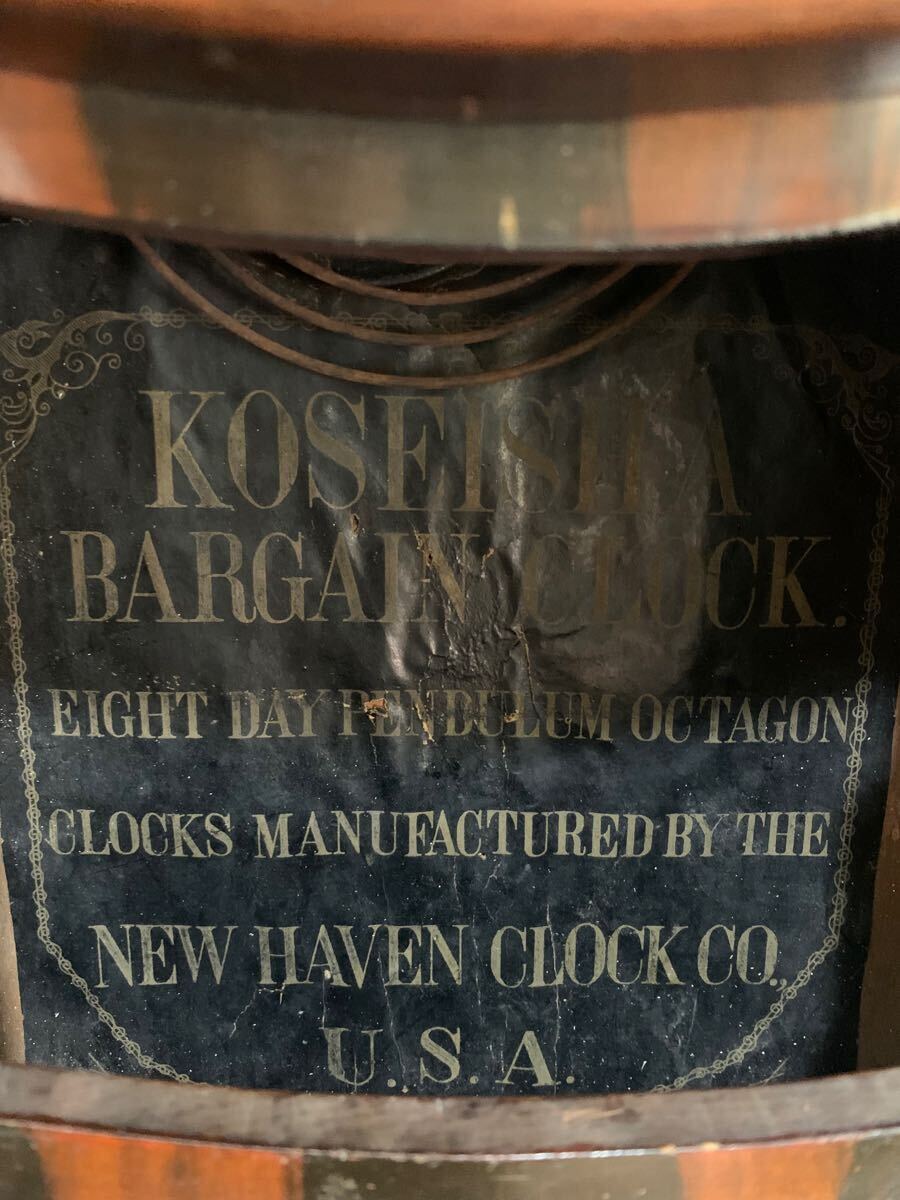 KOSEISHA
BARGAIN CLOCK.
EIGHT DAY PENDULUM OCTAGON
CLOCKS MANUFACTURED BY THE
NEW HAVEN CLOCK CO.,
U.S.A.